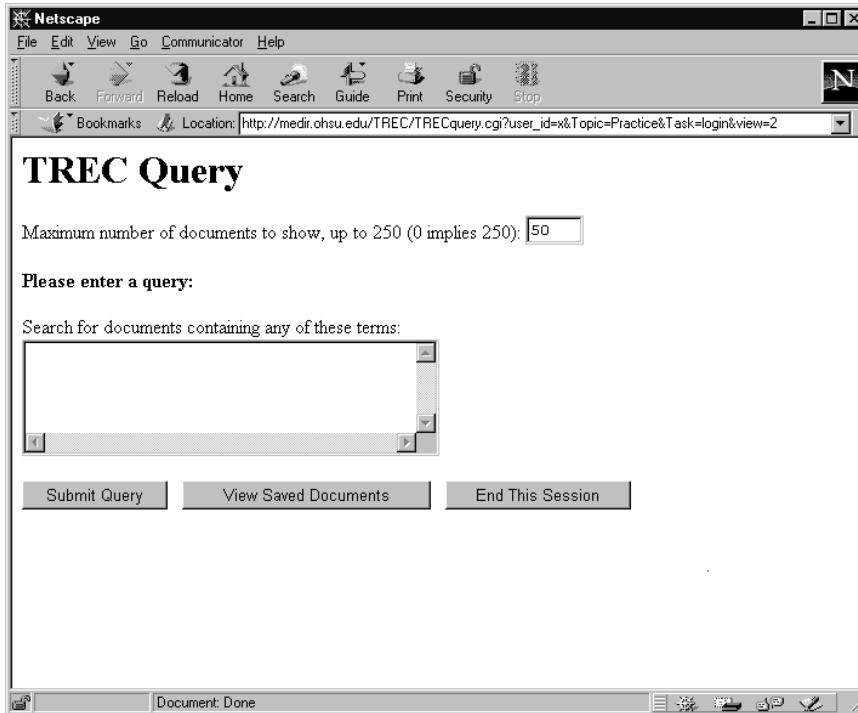 Netscape
File Edit View Go Communicator Help
Back Forward Reload Home Search Guide Print Security Stop
N
Bookmarks Location: http://medir.ohsu.edu/TREC/TRECquery.cgi?user_id=x&Topic=Practice&Task=login&view=2
TREC Query
Maximum number of documents to show, up to 250 (0 implies 250): 50
Please enter a query:
Search for documents containing any of these terms:
Submit Query View Saved Documents End This Session
Document: Done